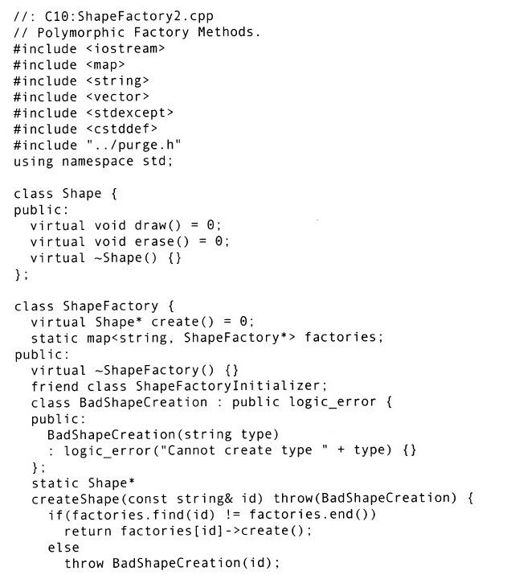 //: C10:ShapeFactory2.cpp
// Polymorphic Factory Methods.
#include <iostream>
#include <map>
#include <string>
#include <vector>
#include <stdexcept>
#include <cstddef>
#include "../purge.h"
using namespace std;

class Shape {
public:
  virtual void draw() = 0;
  virtual void erase() = 0;
  virtual ~Shape() {}
};

class ShapeFactory {
  virtual Shape* create() = 0;
  static map<string, ShapeFactory*> factories;
public:
  virtual ~ShapeFactory() {}
  friend class ShapeFactoryInitializer;
  class BadShapeCreation : public logic_error {
  public:
    BadShapeCreation(string type)
    : logic_error("Cannot create type " + type) {}
  };
  static Shape*
  createShape(const string& id) throw(BadShapeCreation) {
    if(factories.find(id) != factories.end())
      return factories[id]->create();
    else
      throw BadShapeCreation(id);